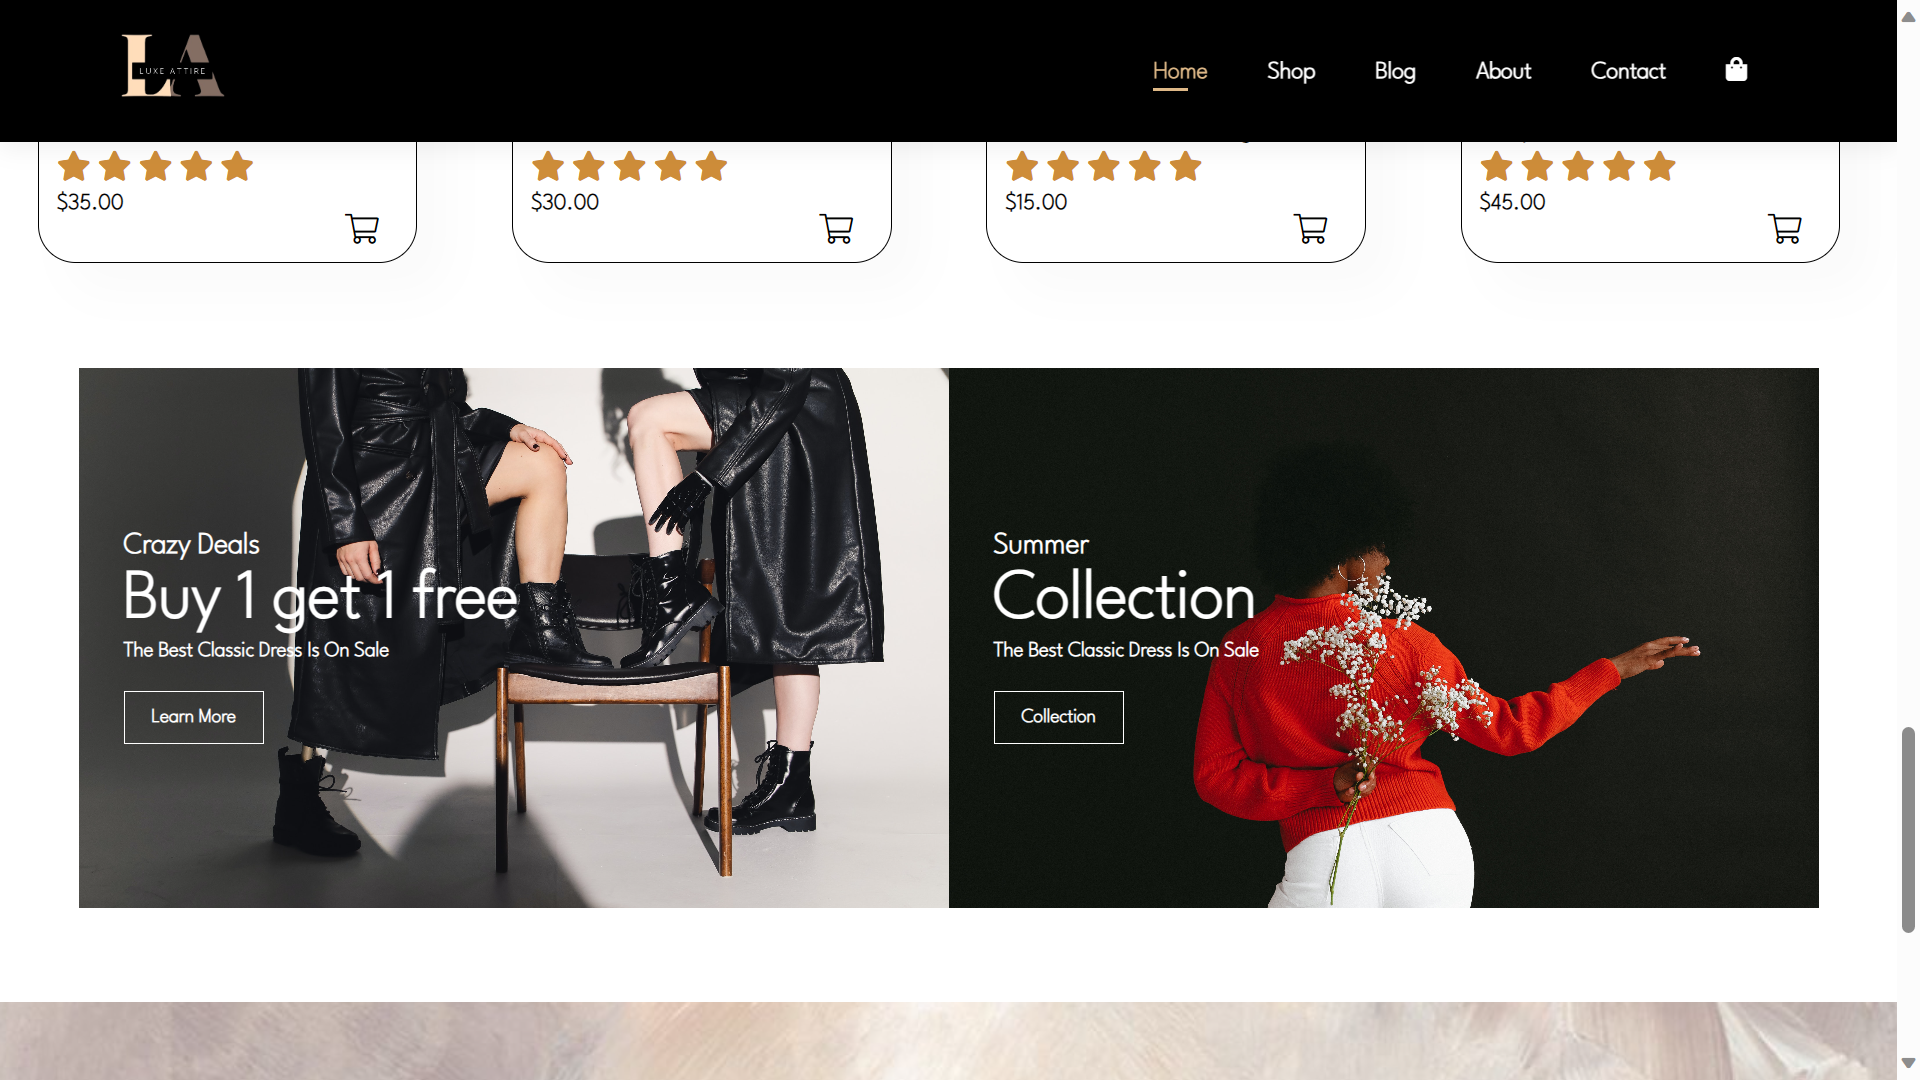 LA
LUXE ATTIRE
Home
Shop
Blog
About
Contact
$35.00
$30.00
$15.00
$45.00
Crazy Deals
Buy 1 get 1 free
The Best Classic Dress Is On Sale
Learn More
Summer
Collection
The Best Classic Dress Is On Sale
Collection